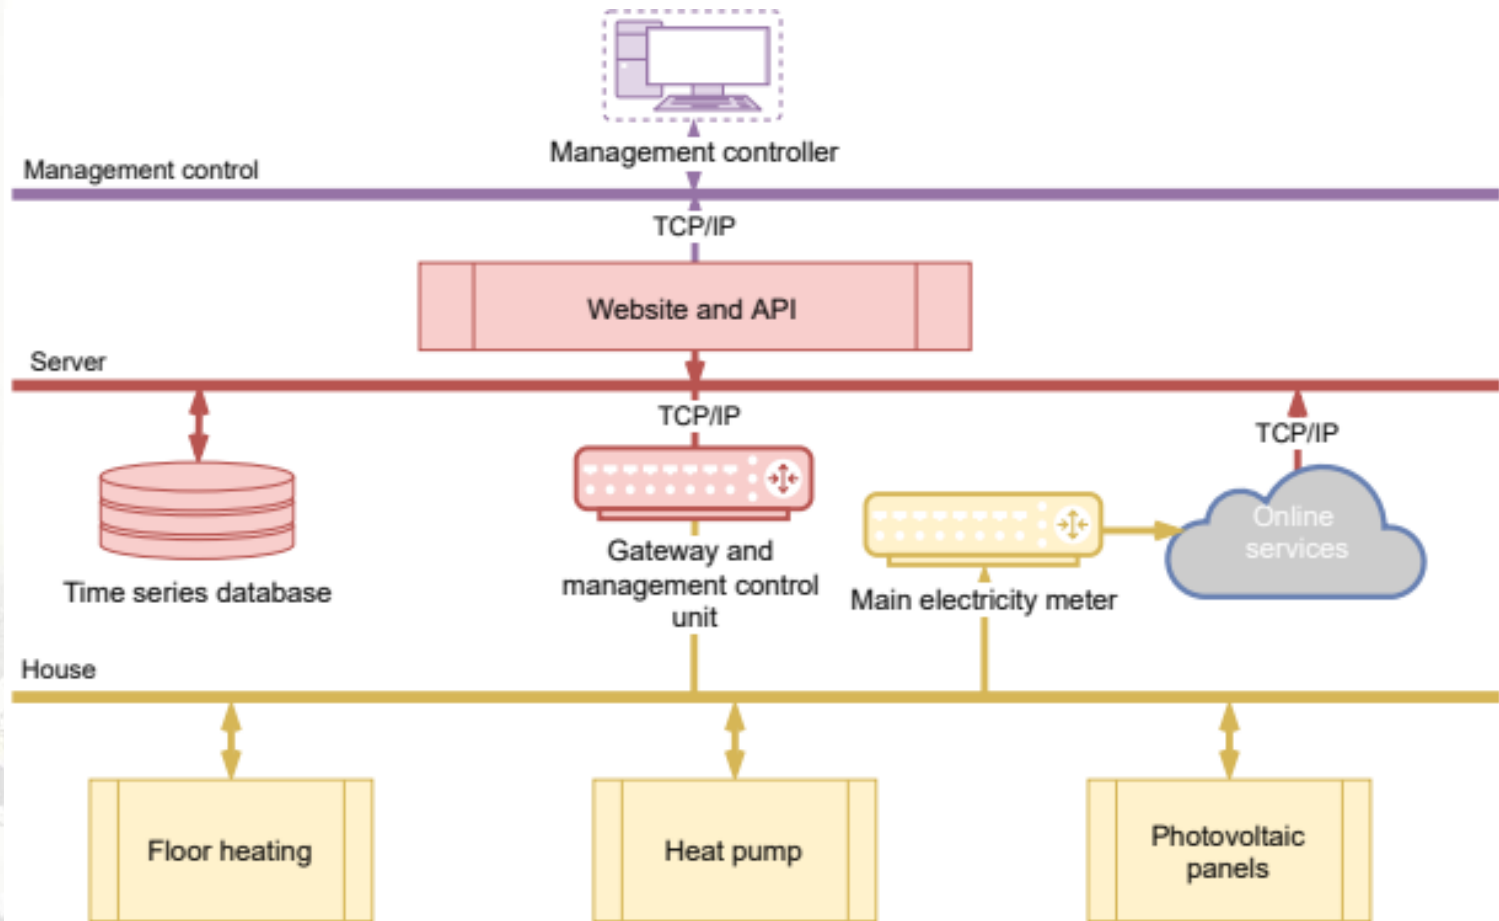 Management controller
Management control
TCP/IP
Website and API
Server
TCP/IP
TCP/IP
Online
services
Gateway and
management control
unit
Main electricity meter
Time series database
House
Floor heating
Heat pump
Photovoltaic
panels